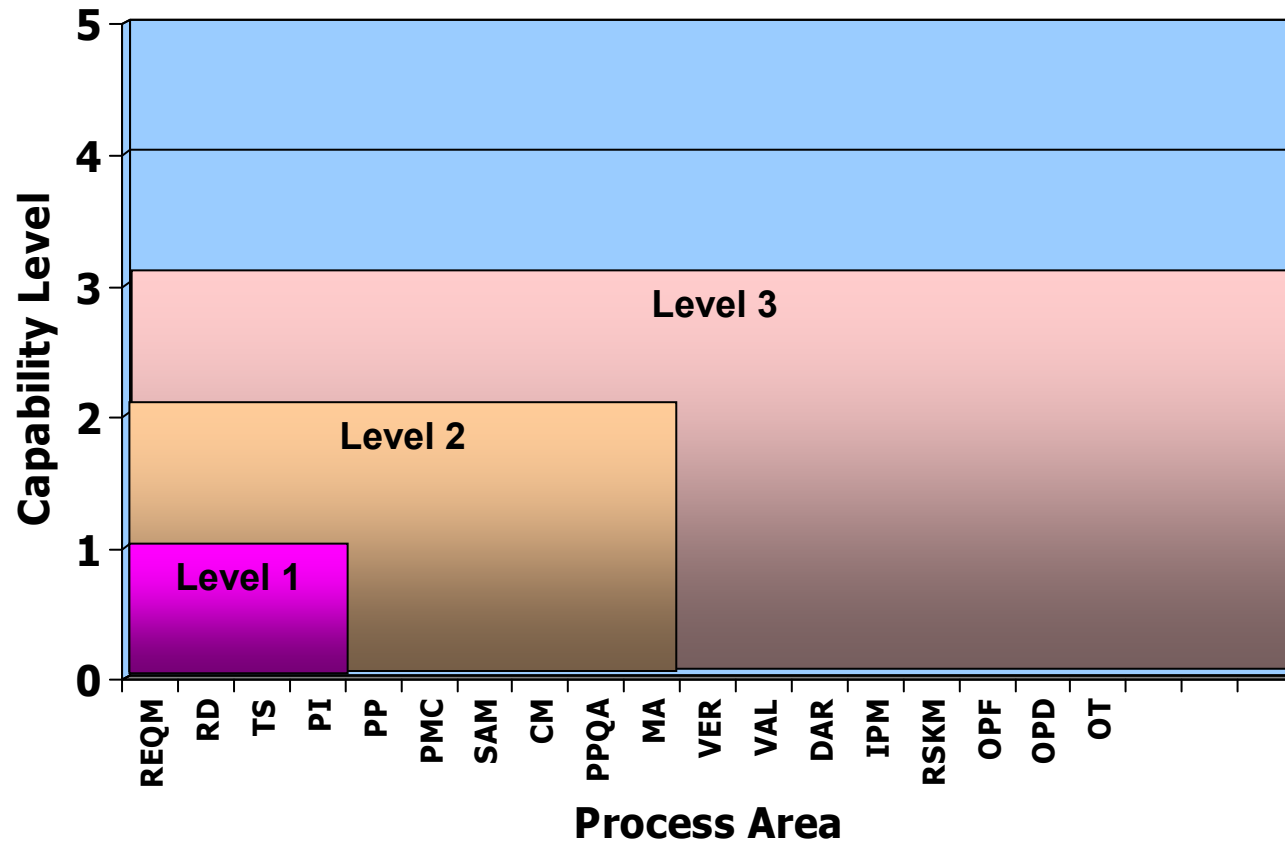 5
4
3
2
1
0
Capability Level
Level 3
Level 2
Level 1
REQM
RD
TS
PI
PP
PMC
SAM
CM
PPQA
MA
VER
VAL
DAR
IPM
RSKM
OPF
OPD
OT
Process Area